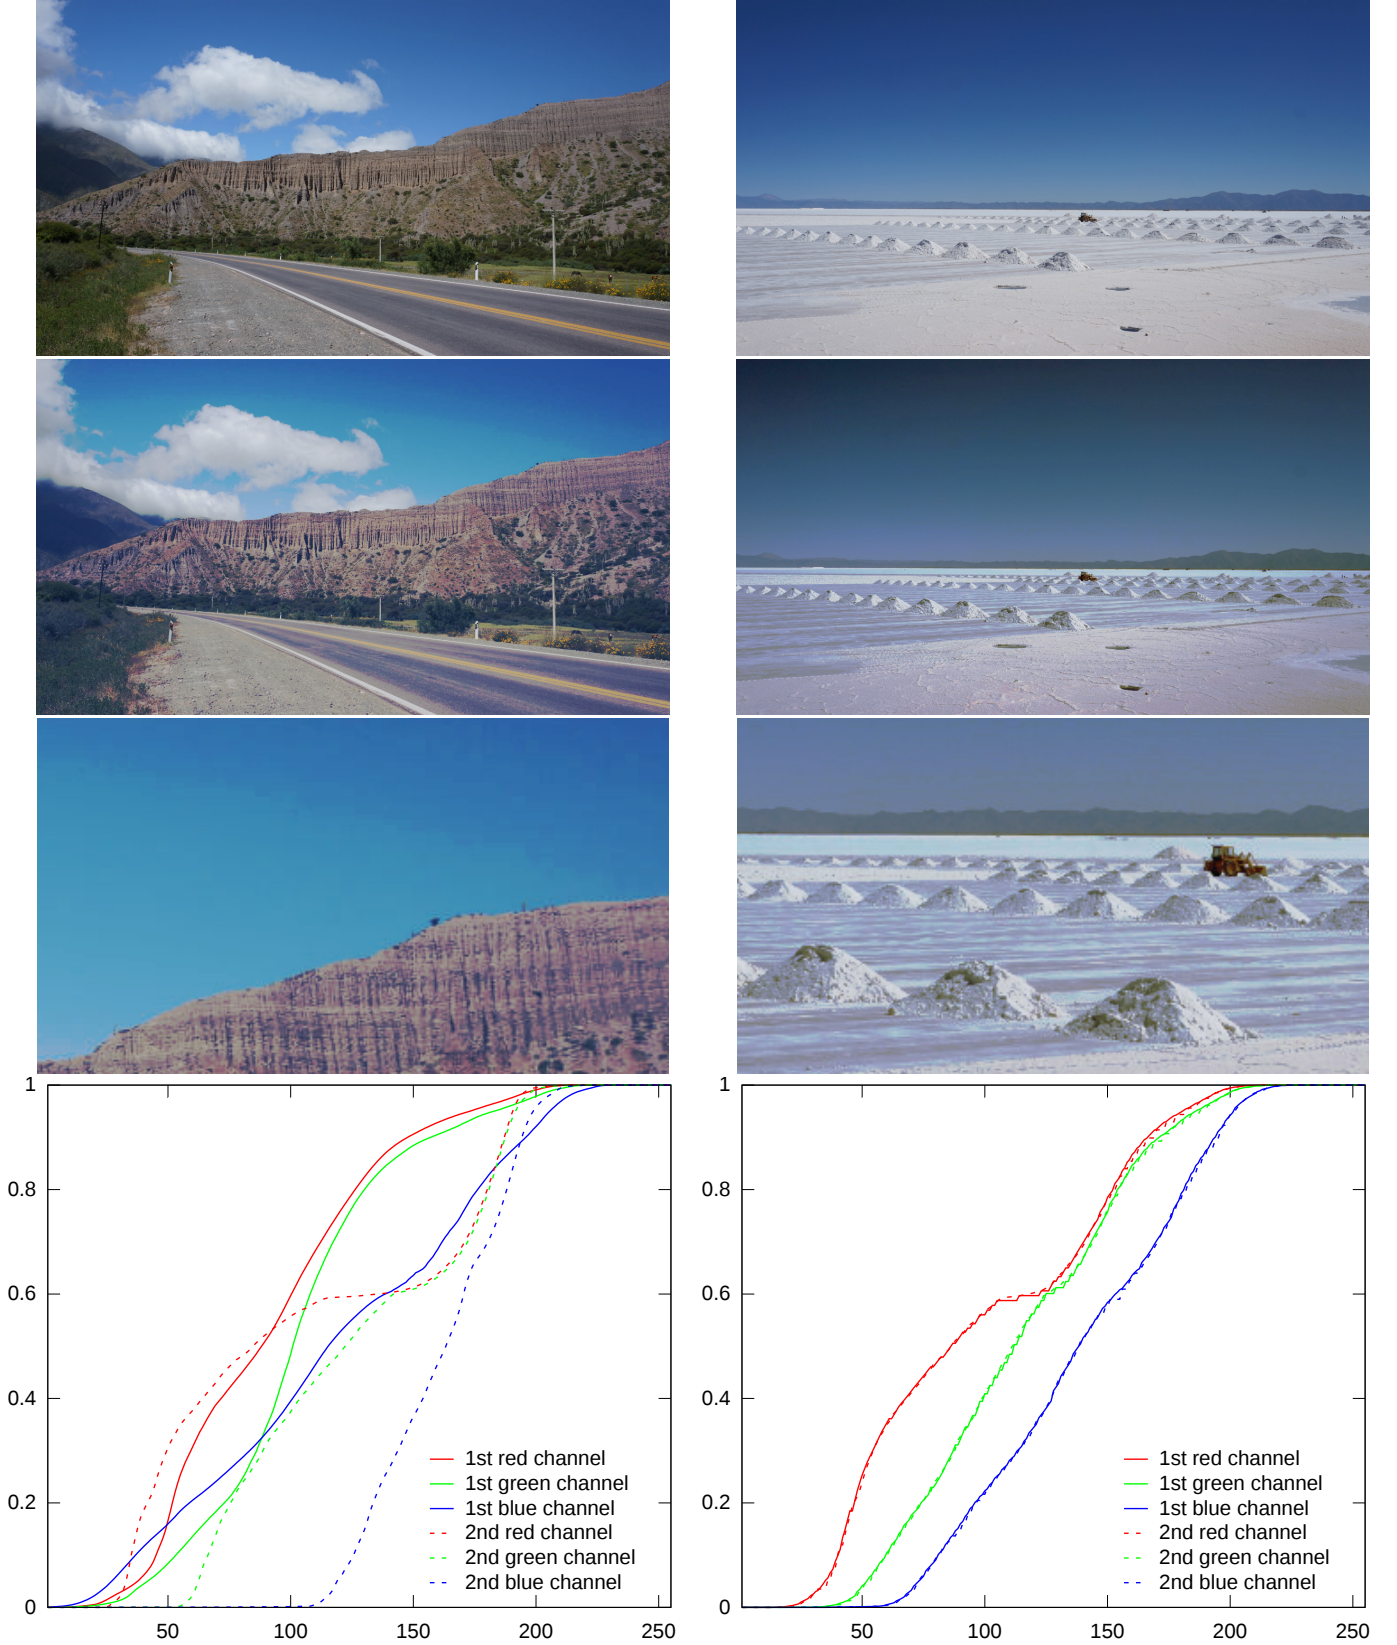 1
0.8
0.6
0.4
0.2
0
50
100
150
200
250
1st red channel
1st green channel
1st blue channel
2nd red channel
2nd green channel
2nd blue channel
1
0.8
0.6
0.4
0.2
0
50
100
150
200
250
1st red channel
1st green channel
1st blue channel
2nd red channel
2nd green channel
2nd blue channel